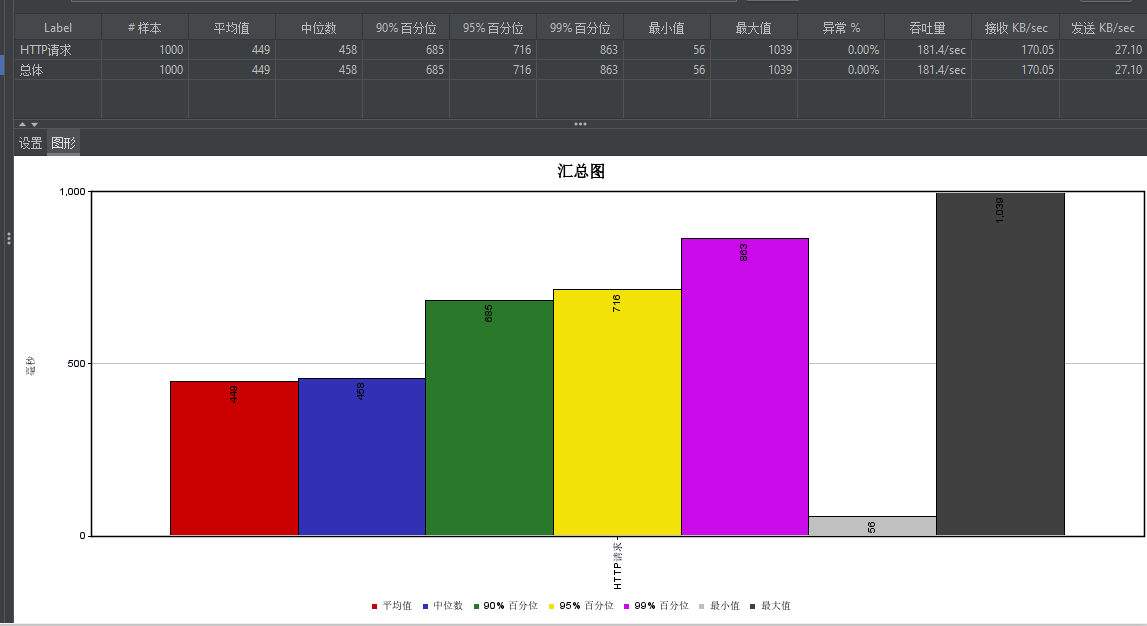 Label # 样本 平均值 中位数 90% 百分位 95% 百分位 99% 百分位 最小值 最大值 异常 % 吞吐量 接收 KB/sec 发送 KB/sec
HTTP请求 1000 449 458 685 716 863 56 1039 0.00% 181.4/sec 170.05 27.10
总体 1000 449 458 685 716 863 56 1039 0.00% 181.4/sec 170.05 27.10
设置 图形
汇总图
1,000
500
0
毫秒
449
458
685
716
863
56
1,039
HTTP请求
平均值 中位数 90% 百分位 95% 百分位 99% 百分位 最小值 最大值